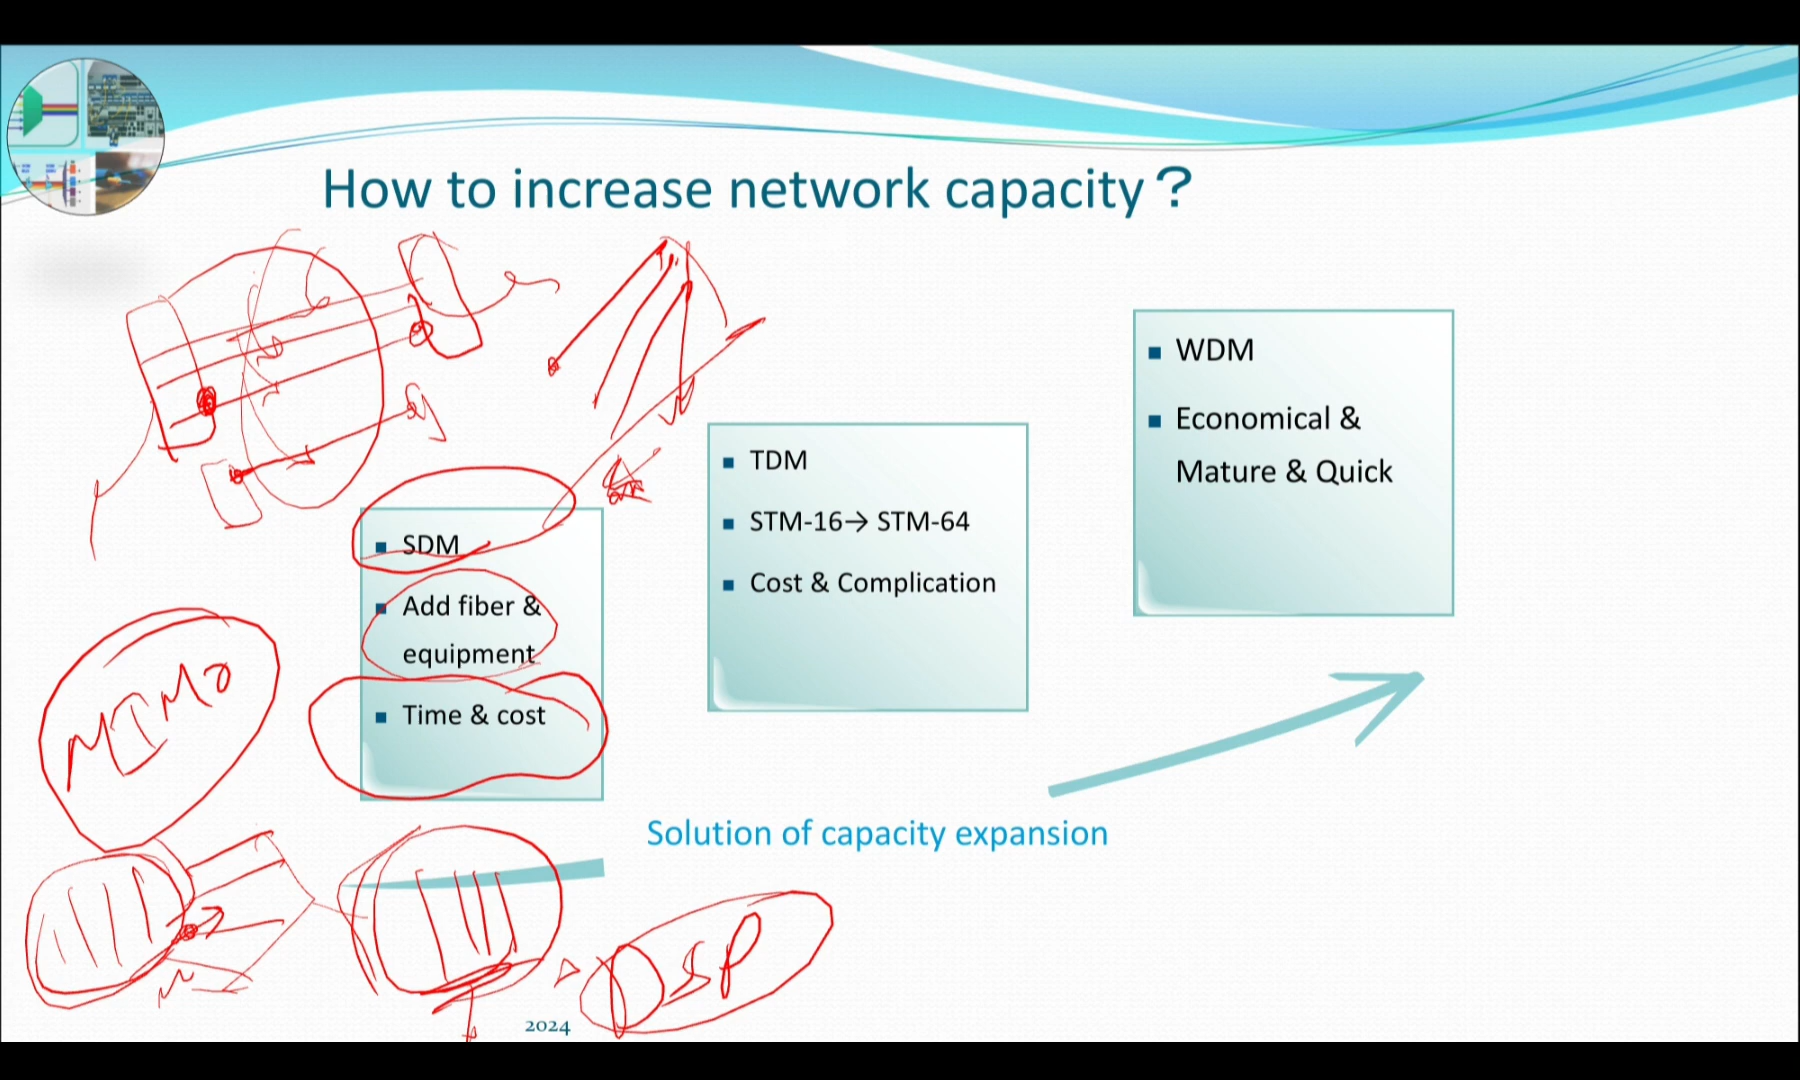 How to increase network capacity？
WDM
Economical &
Mature & Quick
TDM
STM-16→ STM-64
Cost & Complication
SDM
Add fiber &
equipment
Time & cost
MIMO
Solution of capacity expansion
DSP
2024